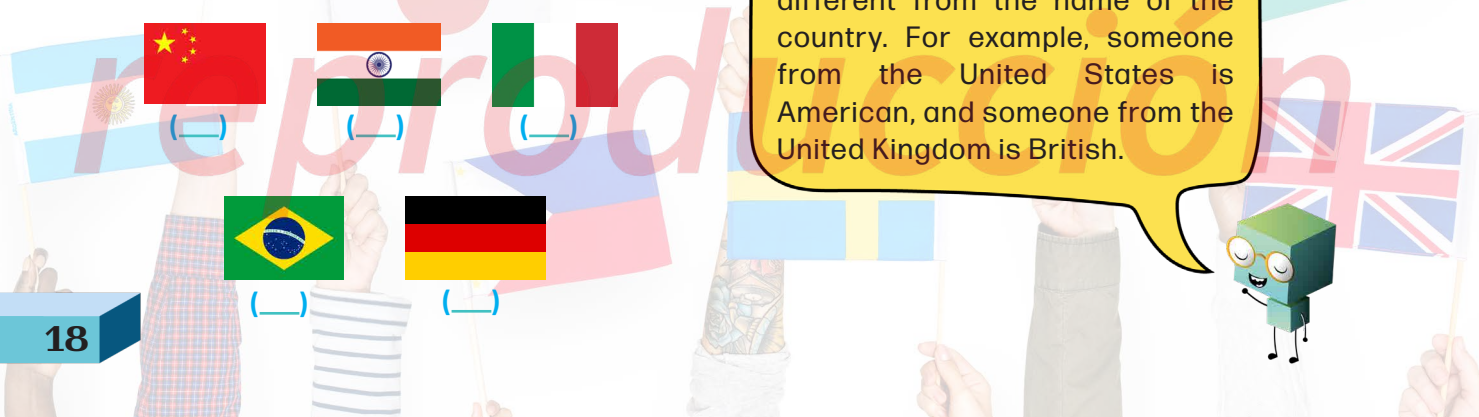 different from the name of the
country. For example, someone
from the United States is
American, and someone from the
United Kingdom is British.
reproducción
(___) (___) (___)
(___) (___)
18